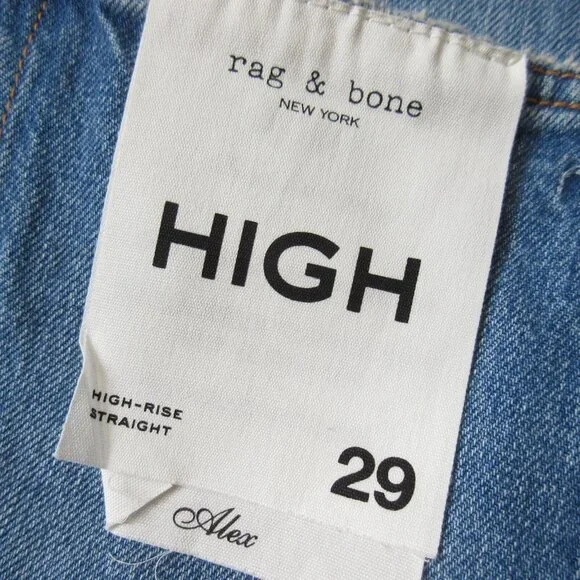 rag & bone
NEW YORK
HIGH
HIGH-RISE
STRAIGHT
29
Alex